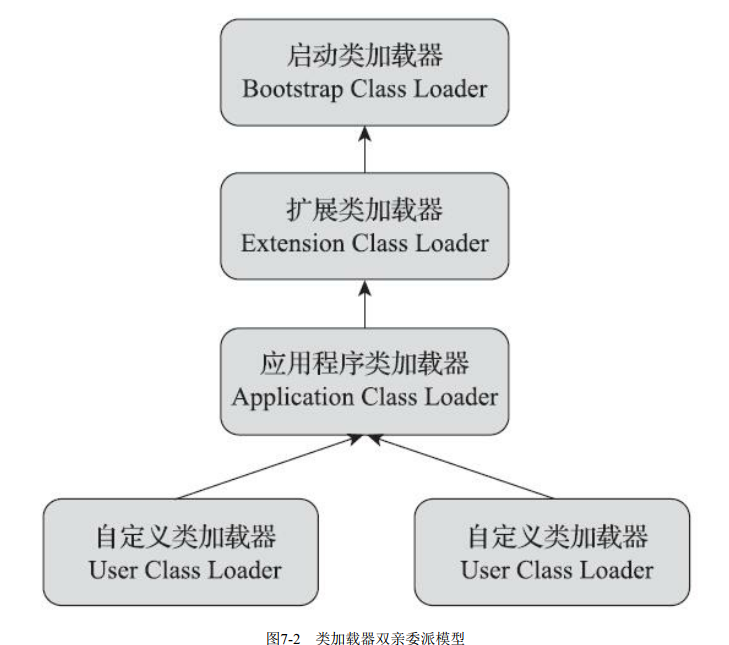 启动类加载器
Bootstrap Class Loader
扩展类加载器
Extension Class Loader
应用程序类加载器
Application Class Loader
自定义类加载器
User Class Loader
自定义类加载器
User Class Loader
图7-2 类加载器双亲委派模型